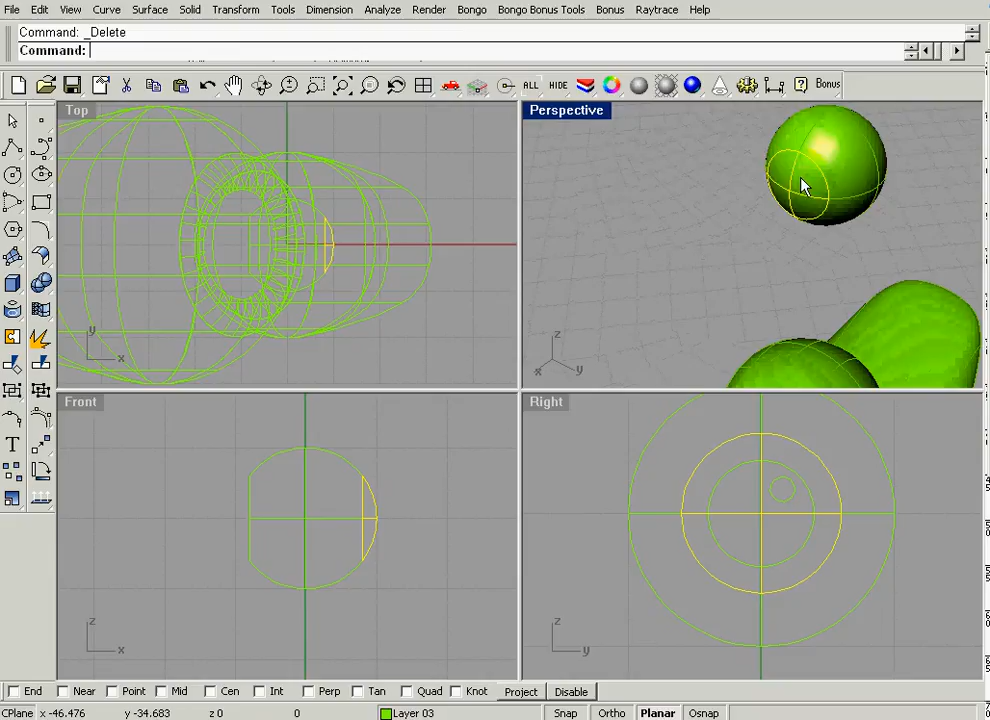 File Edit View Curve Surface Solid Transform Tools Dimension Analyze Render Bongo Bongo Bonus Tools Bonus Raytrace Help
Command: _Delete
Command:
ALL HIDE ? Bonus
Top
Perspective
y
x
z
x
y
Front
Right
z
x
z
y
T
End Near Point Mid Cen Int Perp Tan Quad Knot Project Disable
CPlane x -46.476 y -34.683 z 0 0 Layer 03 Snap Ortho Planar Osnap